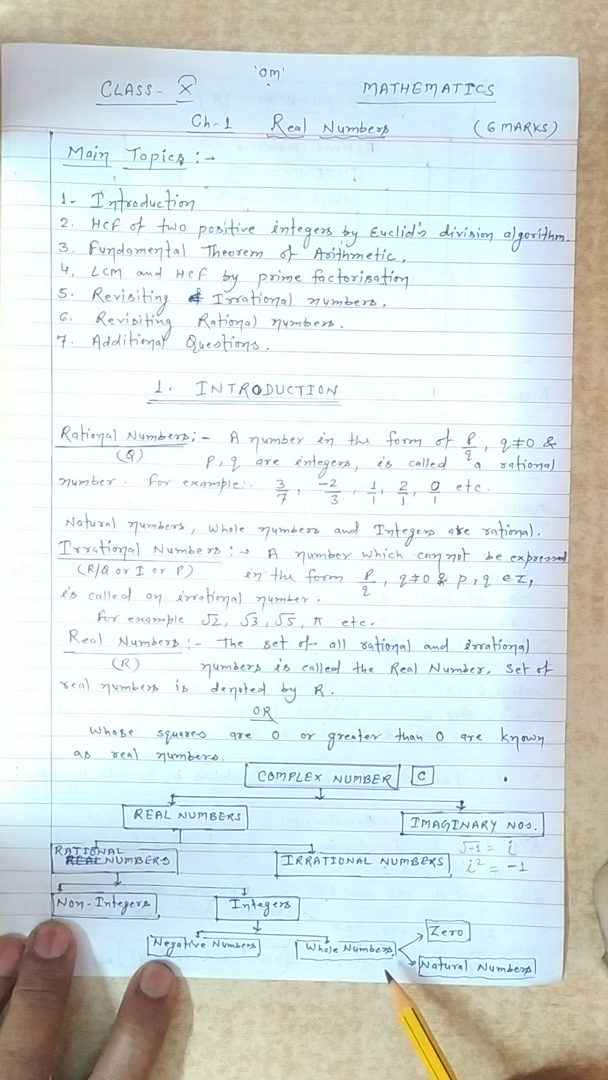 'OM'
CLASS- X MATHEMATICS
Ch-1 Real Numbers (6 MARKS)
Main Topics :-
1- Introduction
2. HCF of two positive integers by Euclid's division algorithm.
3. Fundamental Theorem of Arithmetic,
4, LCM and HCF by prime factorisation
5. Revisiting Irrational numbers.
6. Revisiting Rational numbers.
7. Additional Questions.
1. INTRODUCTION
Rational Numbers :- A number in the form of p/q, q≠0 &
(Q) p, q are integers, is called a rational
number. For example:- 3/7, -2/3, 1/1, 2/1, 0/1 etc.
Natural numbers, whole numbers and Integers are rational.
Irrational Numbers :→ A number which can not be expressed
(R/Q or I or P) in the form p/q, q≠0 & p, q ∈ Z,
is called an irrational number.
For example √2, √3, √5, π etc.
Real Numbers :- The set of all rational and irrational
(R) numbers is called the Real Number. Set of
real numbers is denoted by R.
OR
Whose squares are 0 or greater than 0 are known
as real numbers.
COMPLEX NUMBER C
REAL NUMBERS IMAGINARY NOS.
RATIONAL NUMBERS IRRATIONAL NUMBERS √-1 = i
i² = -1
Non-Integers Integers
Negative Numbers Whole Numbers Zero
Natural Numbers